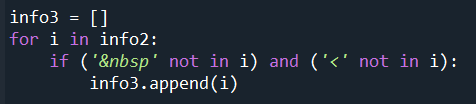 info3 = []
for i in info2:
    if ('&nbsp' not in i) and ('<' not in i):
        info3.append(i)